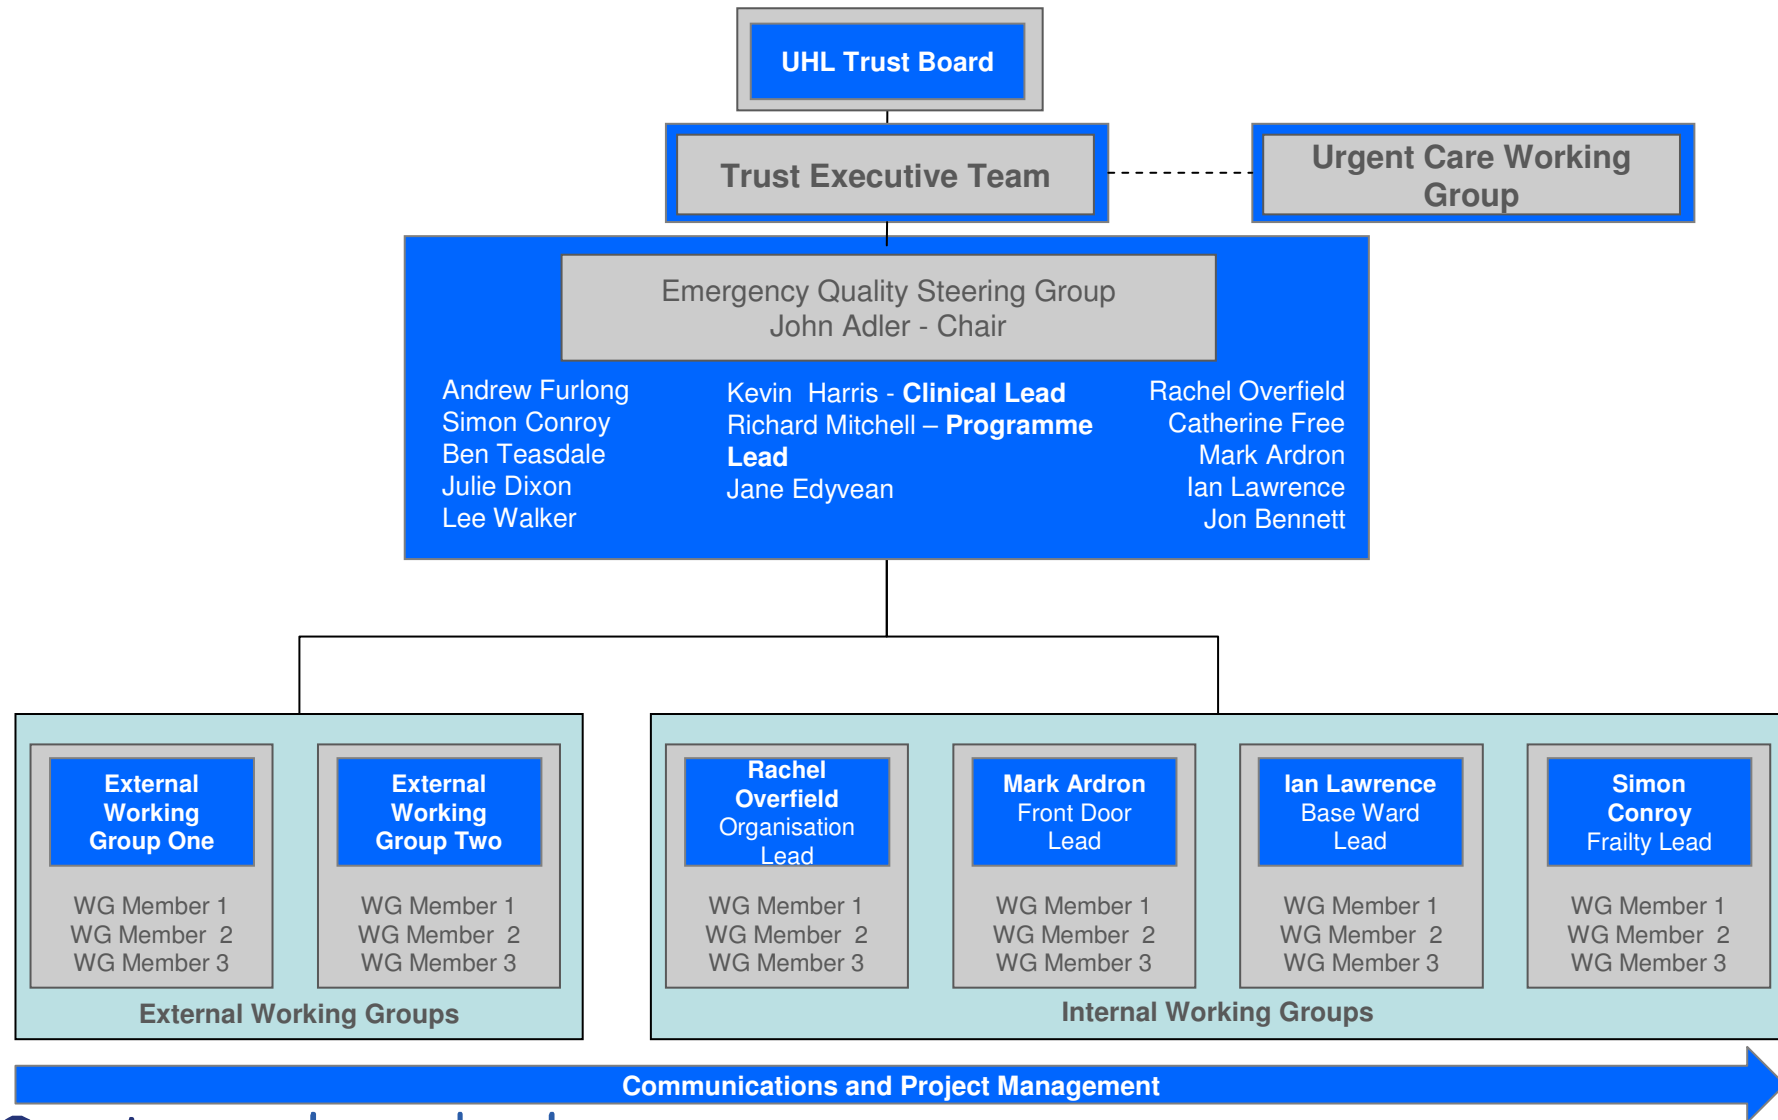 UHL Trust Board
Trust Executive Team
Urgent Care Working
Group
Emergency Quality Steering Group
John Adler - Chair
Andrew Furlong
Simon Conroy
Ben Teasdale
Julie Dixon
Lee Walker
Kevin  Harris - Clinical Lead
Richard Mitchell – Programme
Lead
Jane Edyvean
Rachel Overfield
Catherine Free
Mark Ardron
Ian Lawrence
Jon Bennett
External
Working
Group One
WG Member 1
WG Member  2
WG Member 3
External
Working
Group Two
WG Member 1
WG Member  2
WG Member 3
External Working Groups
Rachel
Overfield
Organisation
Lead
WG Member 1
WG Member  2
WG Member 3
Mark Ardron
Front Door
Lead
WG Member 1
WG Member  2
WG Member 3
Ian Lawrence
Base Ward
Lead
WG Member 1
WG Member  2
WG Member 3
Simon
Conroy
Frailty Lead
WG Member 1
WG Member  2
WG Member 3
Internal Working Groups
Communications and Project Management